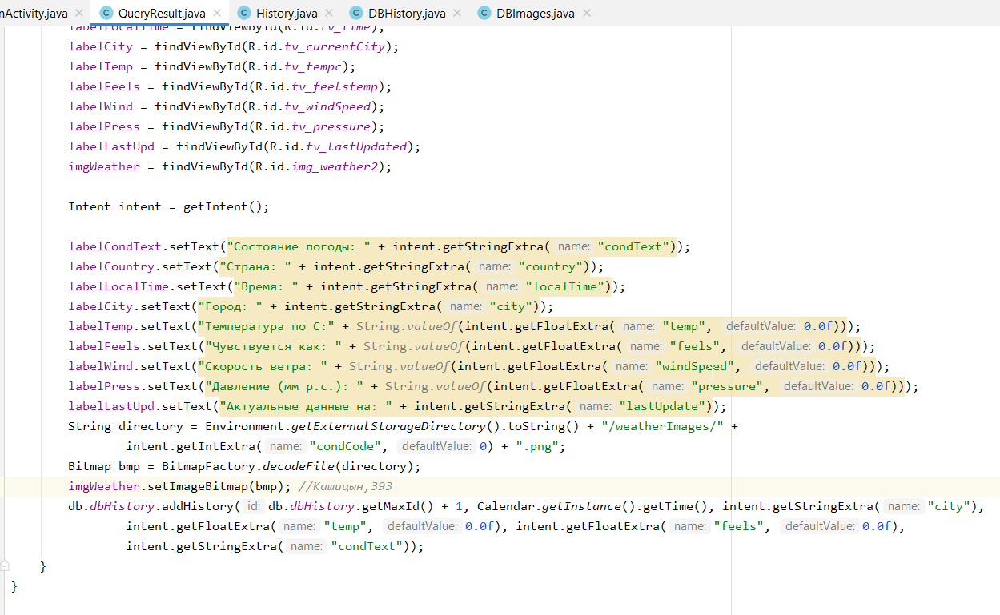 nActivity.java QueryResult.java History.java DBHistory.java DBImages.java
labelLocalTime = findViewById(R.id.tv_time);
labelCity = findViewById(R.id.tv_currentCity);
labelTemp = findViewById(R.id.tv_tempc);
labelFeels = findViewById(R.id.tv_feelstemp);
labelWind = findViewById(R.id.tv_windSpeed);
labelPress = findViewById(R.id.tv_pressure);
labelLastUpd = findViewById(R.id.tv_lastUpdated);
imgWeather = findViewById(R.id.img_weather2);
Intent intent = getIntent();
labelCondText.setText("Состояние погоды: " + intent.getStringExtra( name: "condText"));
labelCountry.setText("Страна: " + intent.getStringExtra( name: "country"));
labelLocalTime.setText("Время: " + intent.getStringExtra( name: "localTime"));
labelCity.setText("Город: " + intent.getStringExtra( name: "city"));
labelTemp.setText("Температура по С:" + String.valueOf(intent.getFloatExtra( name: "temp", defaultValue: 0.0f)));
labelFeels.setText("Чувствуется как: " + String.valueOf(intent.getFloatExtra( name: "feels", defaultValue: 0.0f)));
labelWind.setText("Скорость ветра: " + String.valueOf(intent.getFloatExtra( name: "windSpeed", defaultValue: 0.0f)));
labelPress.setText("Давление (мм р.с.): " + String.valueOf(intent.getFloatExtra( name: "pressure", defaultValue: 0.0f)));
labelLastUpd.setText("Актуальные данные на: " + intent.getStringExtra( name: "lastUpdate"));
String directory = Environment.getExternalStorageDirectory().toString() + "/weatherImages/" +
intent.getIntExtra( name: "condCode", defaultValue: 0) + ".png";
Bitmap bmp = BitmapFactory.decodeFile(directory);
imgWeather.setImageBitmap(bmp); //Кашицын,393
db.dbHistory.addHistory( id: db.dbHistory.getMaxId() + 1, Calendar.getInstance().getTime(), intent.getStringExtra( name: "city"),
intent.getFloatExtra( name: "temp", defaultValue: 0.0f), intent.getFloatExtra( name: "feels", defaultValue: 0.0f),
intent.getStringExtra( name: "condText"));
}
}